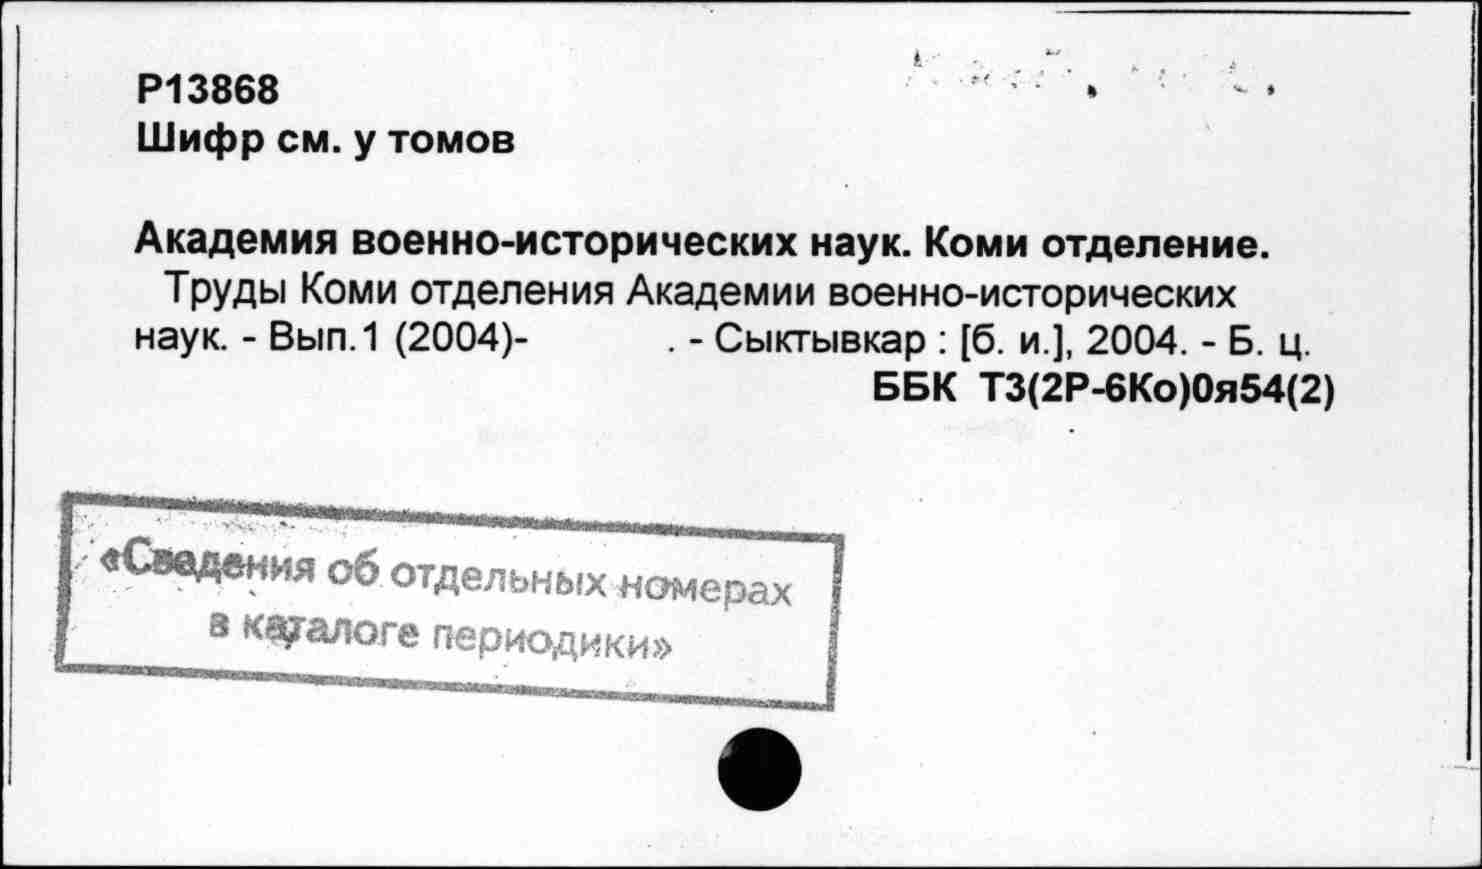 Р13868
Шифр см. у томов
Академия военно-исторических наук. Коми отделение.
Труды Коми отделения Академии военно-исторических
наук. - Вып.1 (2004)- . - Сыктывкар : [б. и.], 2004. - Б. ц.
ББК Т3(2Р-6Ко)0я54(2)
«Сведения об отдельных номерах
в каталоге периодики»